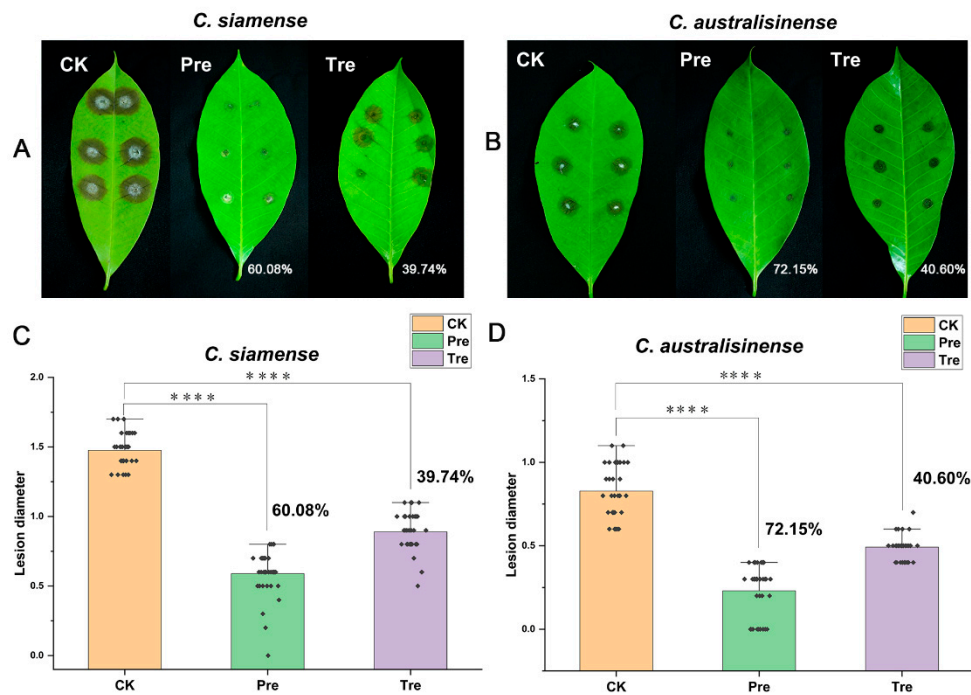 C. siamense
A
CK
Pre
Tre
60.08%
39.74%
C. australisinense
B
CK
Pre
Tre
72.15%
40.60%
C
C. siamense
CK
Pre
Tre
2.0
1.5
1.0
0.5
0.0
Lesion diameter
****
****
60.08%
39.74%
CK
Pre
Tre
D
C. australisinense
CK
Pre
Tre
1.5
1.0
0.5
0.0
Lesion diameter
****
****
72.15%
40.60%
CK
Pre
Tre